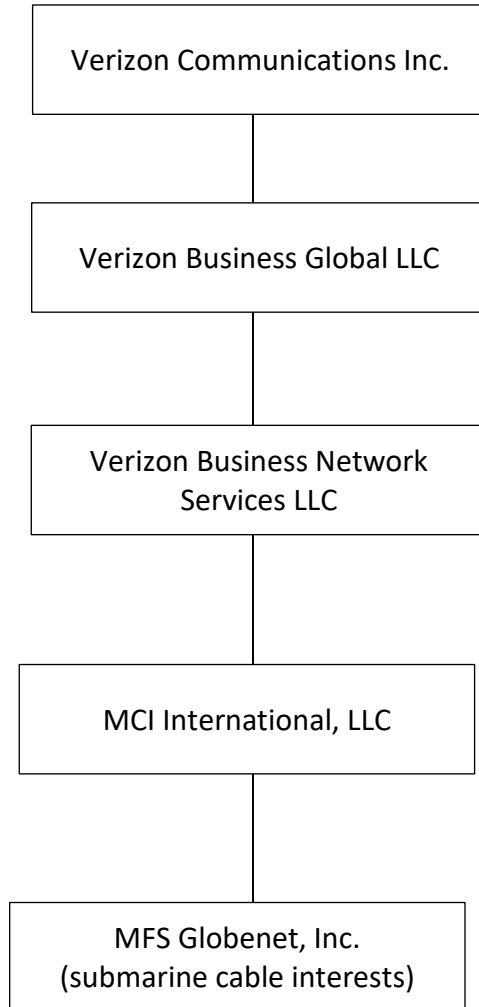 Verizon Communications Inc.
Verizon Business Global LLC
Verizon Business Network
Services LLC
MCI International, LLC
MFS Globenet, Inc.
(submarine cable interests)